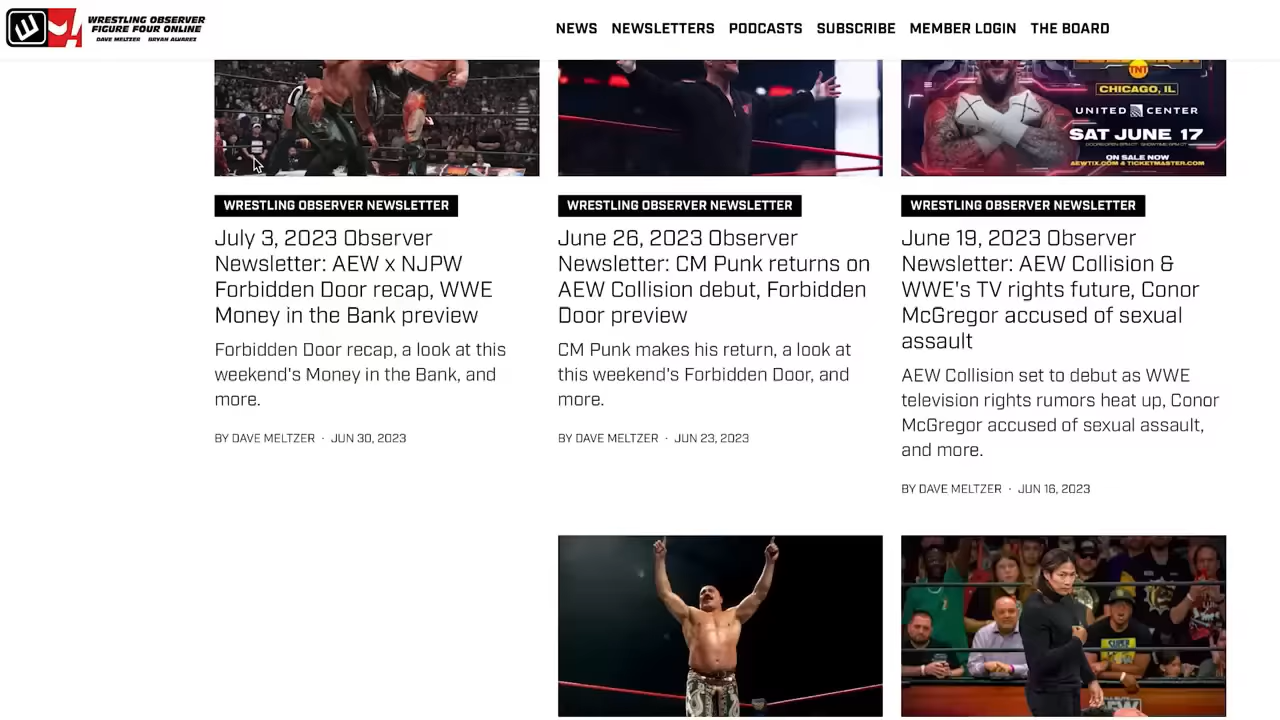 WRESTLING OBSERVER
FIGURE FOUR ONLINE
DAVE MELTZER BRYAN ALVAREZ
NEWS NEWSLETTERS PODCASTS SUBSCRIBE MEMBER LOGIN THE BOARD
TNT
CHICAGO, IL
UNITED CENTER
SAT JUNE 17
ON SALE NOW
AEWTIX.COM & TICKETMASTER.COM
WRESTLING OBSERVER NEWSLETTER
July 3, 2023 Observer
Newsletter: AEW x NJPW
Forbidden Door recap, WWE
Money in the Bank preview
Forbidden Door recap, a look at this
weekend's Money in the Bank, and
more.
BY DAVE MELTZER · JUN 30, 2023
WRESTLING OBSERVER NEWSLETTER
June 26, 2023 Observer
Newsletter: CM Punk returns on
AEW Collision debut, Forbidden
Door preview
CM Punk makes his return, a look at
this weekend's Forbidden Door, and
more.
BY DAVE MELTZER · JUN 23, 2023
WRESTLING OBSERVER NEWSLETTER
June 19, 2023 Observer
Newsletter: AEW Collision &
WWE's TV rights future, Conor
McGregor accused of sexual
assault
AEW Collision set to debut as WWE
television rights rumors heat up, Conor
McGregor accused of sexual assault,
and more.
BY DAVE MELTZER · JUN 16, 2023